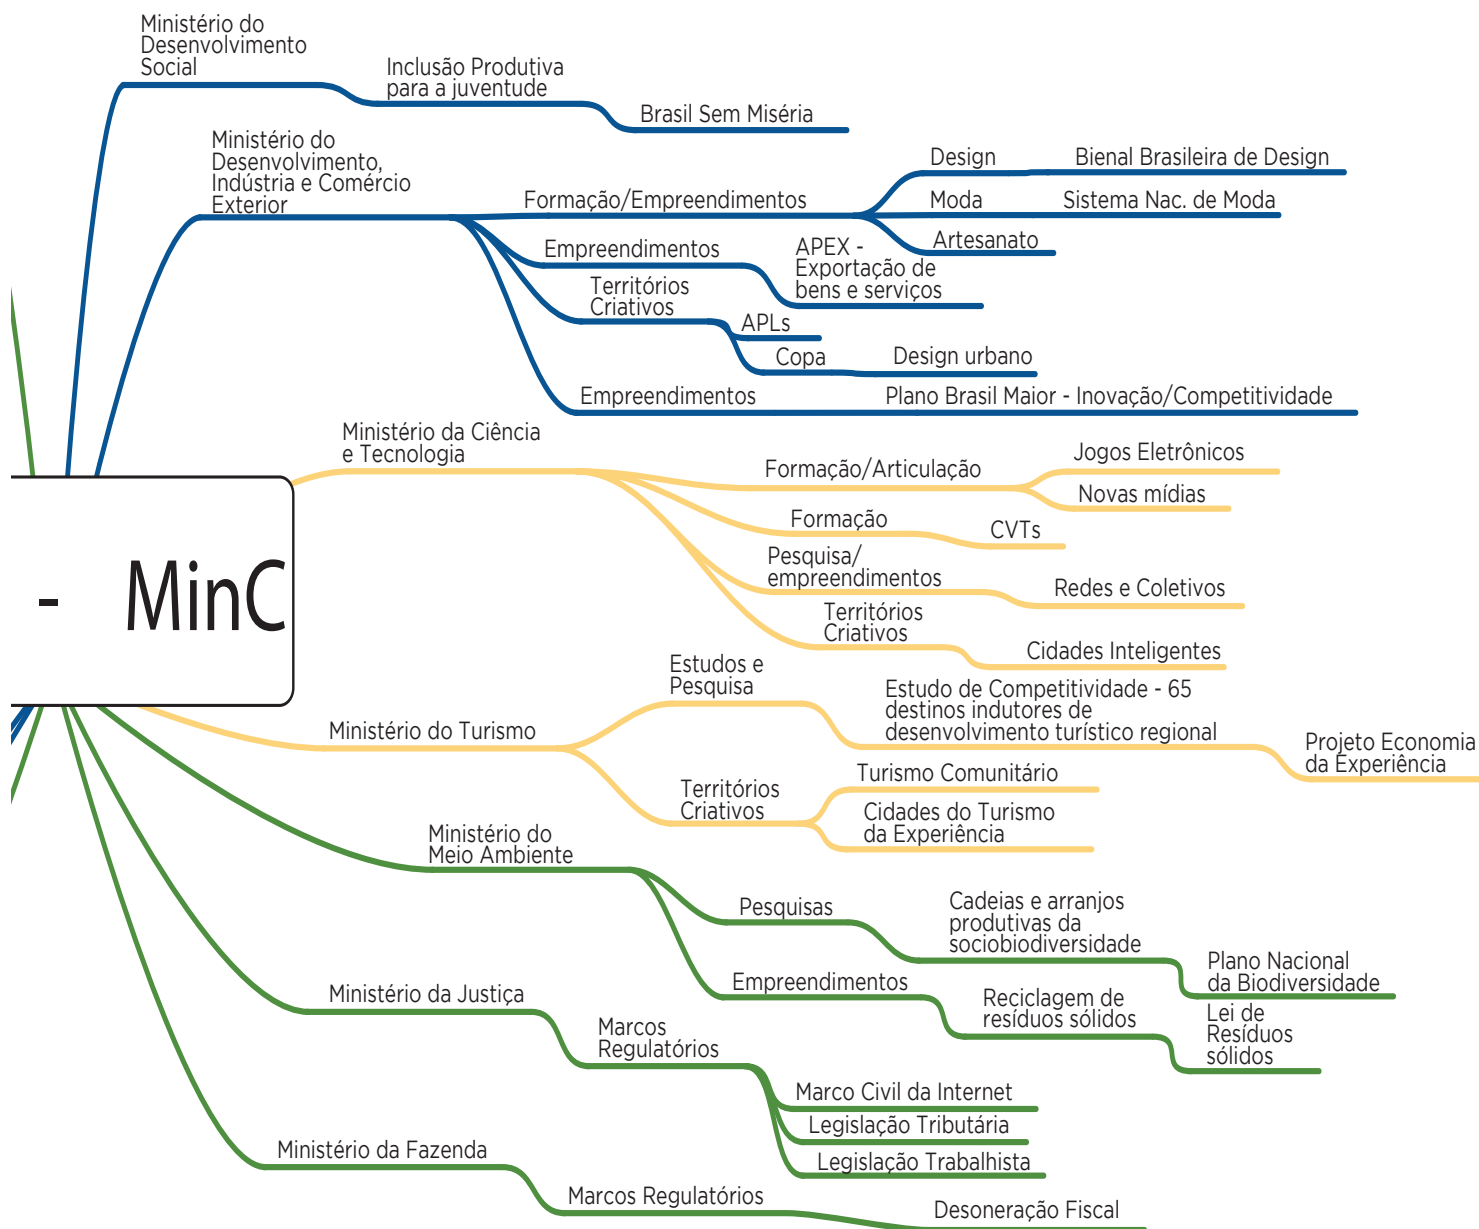 Ministério do
Desenvolvimento
Social
Inclusão Produtiva
para a juventude
Brasil Sem Miséria
Ministério do
Desenvolvimento,
Indústria e Comércio
Exterior
Formação/Empreendimentos
Design
Bienal Brasileira de Design
Moda
Sistema Nac. de Moda
Artesanato
Empreendimentos
APEX -
Exportação de
bens e serviços
Territórios
Criativos
APLs
Copa
Design urbano
Empreendimentos
Plano Brasil Maior - Inovação/Competitividade
- MinC
Ministério da Ciência
e Tecnologia
Formação/Articulação
Jogos Eletrônicos
Novas mídias
Formação
CVTs
Pesquisa/
empreendimentos
Redes e Coletivos
Territórios
Criativos
Cidades Inteligentes
Ministério do Turismo
Estudos e
Pesquisa
Estudo de Competitividade - 65
destinos indutores de
desenvolvimento turístico regional
Projeto Economia
da Experiência
Territórios
Criativos
Turismo Comunitário
Cidades do Turismo
da Experiência
Ministério do
Meio Ambiente
Pesquisas
Cadeias e arranjos
produtivas da
sociobiodiversidade
Plano Nacional
da Biodiversidade
Empreendimentos
Reciclagem de
resíduos sólidos
Lei de
Resíduos
sólidos
Ministério da Justiça
Marcos
Regulatórios
Marco Civil da Internet
Legislação Tributária
Legislação Trabalhista
Ministério da Fazenda
Marcos Regulatórios
Desoneração Fiscal